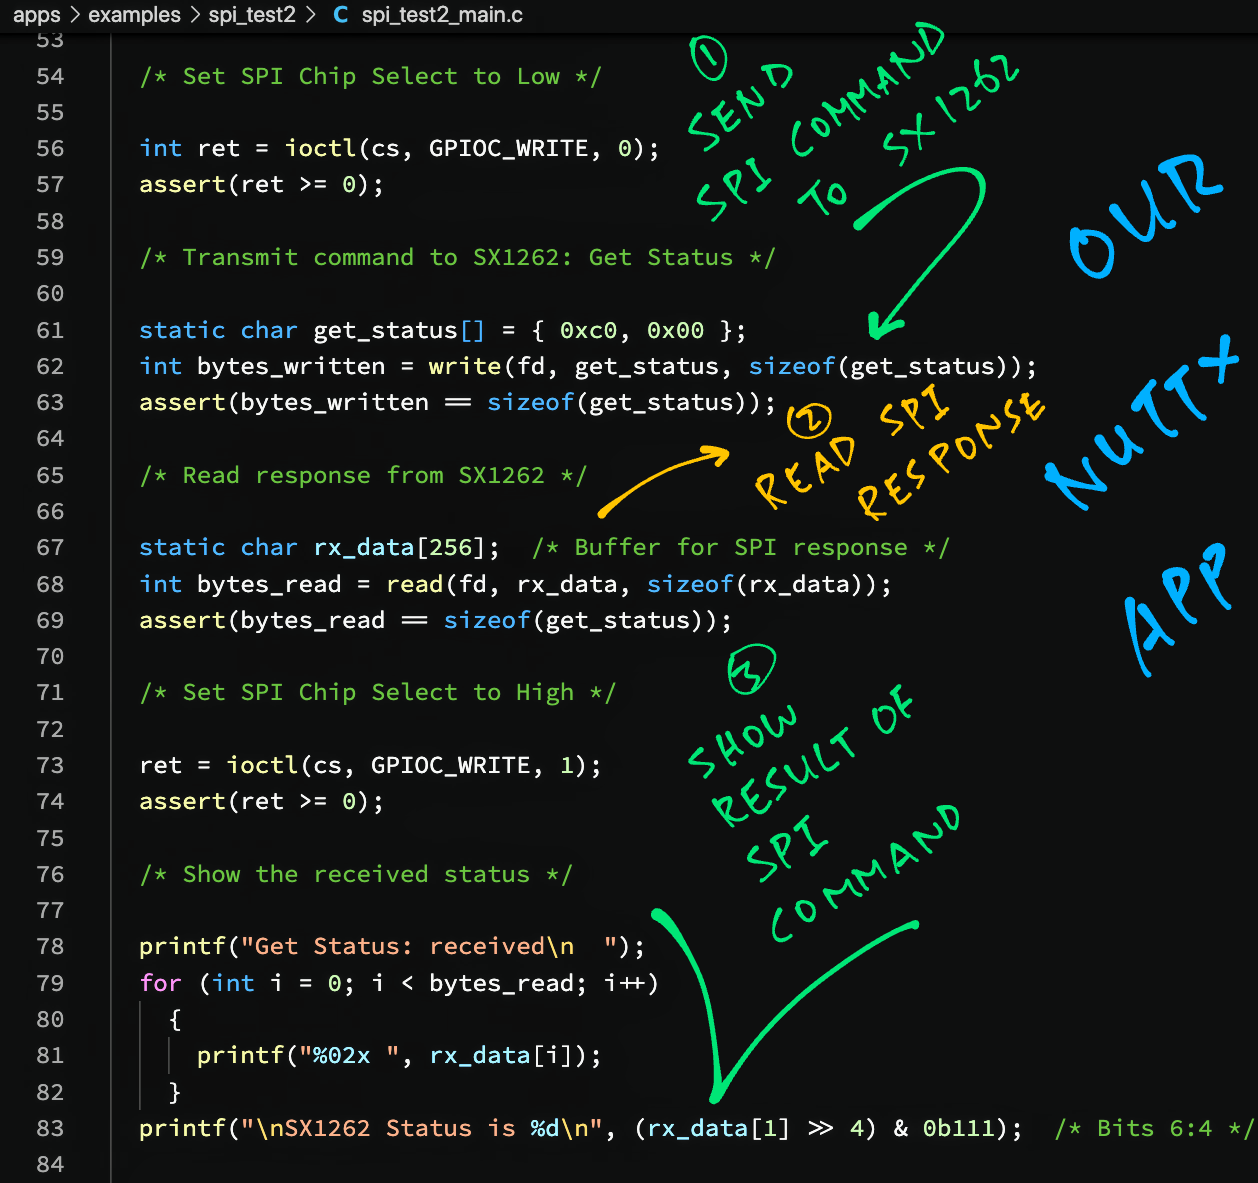 apps > examples > spi_test2 > C spi_test2_main.c
53
54 /* Set SPI Chip Select to Low */
55
56 int ret = ioctl(cs, GPIOC_WRITE, 0);
57 assert(ret >= 0);
58
59 /* Transmit command to SX1262: Get Status */
60
61 static char get_status[] = { 0xc0, 0x00 };
62 int bytes_written = write(fd, get_status, sizeof(get_status));
63 assert(bytes_written == sizeof(get_status));
64
65 /* Read response from SX1262 */
66
67 static char rx_data[256]; /* Buffer for SPI response */
68 int bytes_read = read(fd, rx_data, sizeof(rx_data));
69 assert(bytes_read == sizeof(get_status));
70
71 /* Set SPI Chip Select to High */
72
73 ret = ioctl(cs, GPIOC_WRITE, 1);
74 assert(ret >= 0);
75
76 /* Show the received status */
77
78 printf("Get Status: received\n  ");
79 for (int i = 0; i < bytes_read; i++)
80 {
81 printf("%02x ", rx_data[i]);
82 }
83 printf("\nSX1262 Status is %d\n", (rx_data[1] >> 4) & 0b111); /* Bits 6:4 */
84
1
SEND
SPI COMMAND
TO SX1262
2
READ SPI
RESPONSE
3
SHOW
RESULT OF
SPI
COMMAND
OUR
NUTTX
APP